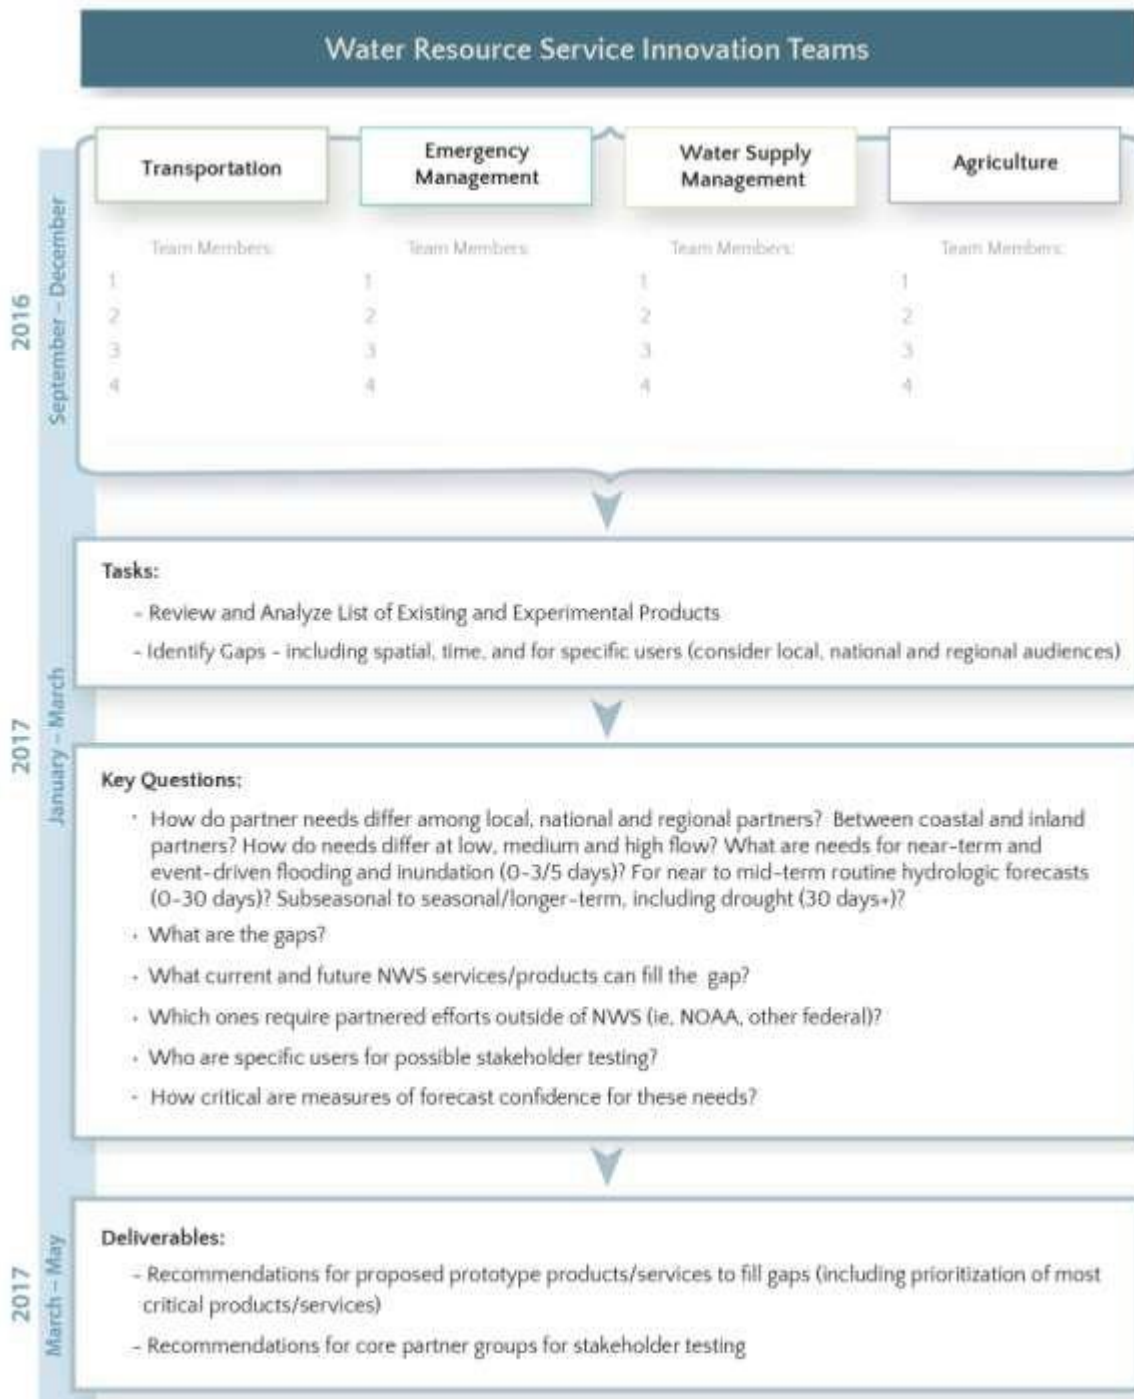 Water Resource Service Innovation Teams
Transportation
Emergency
Management
Water Supply
Management
Agriculture
2016
September – December
Team Members:
1
2
3
4
Team Members:
1
2
3
4
Team Members:
1
2
3
4
Team Members:
1
2
3
4
2017
January – March
Tasks:
- Review and Analyze List of Existing and Experimental Products
- Identify Gaps - including spatial, time, and for specific users (consider local, national and regional audiences)
Key Questions:
· How do partner needs differ among local, national and regional partners? Between coastal and inland
partners? How do needs differ at low, medium and high flow? What are needs for near-term and
event-driven flooding and inundation (0-3/5 days)? For near to mid-term routine hydrologic forecasts
(0-30 days)? Subseasonal to seasonal/longer-term, including drought (30 days+)?
· What are the gaps?
· What current and future NWS services/products can fill the gap?
· Which ones require partnered efforts outside of NWS (ie, NOAA, other federal)?
· Who are specific users for possible stakeholder testing?
· How critical are measures of forecast confidence for these needs?
2017
March – May
Deliverables:
- Recommendations for proposed prototype products/services to fill gaps (including prioritization of most
critical products/services)
- Recommendations for core partner groups for stakeholder testing